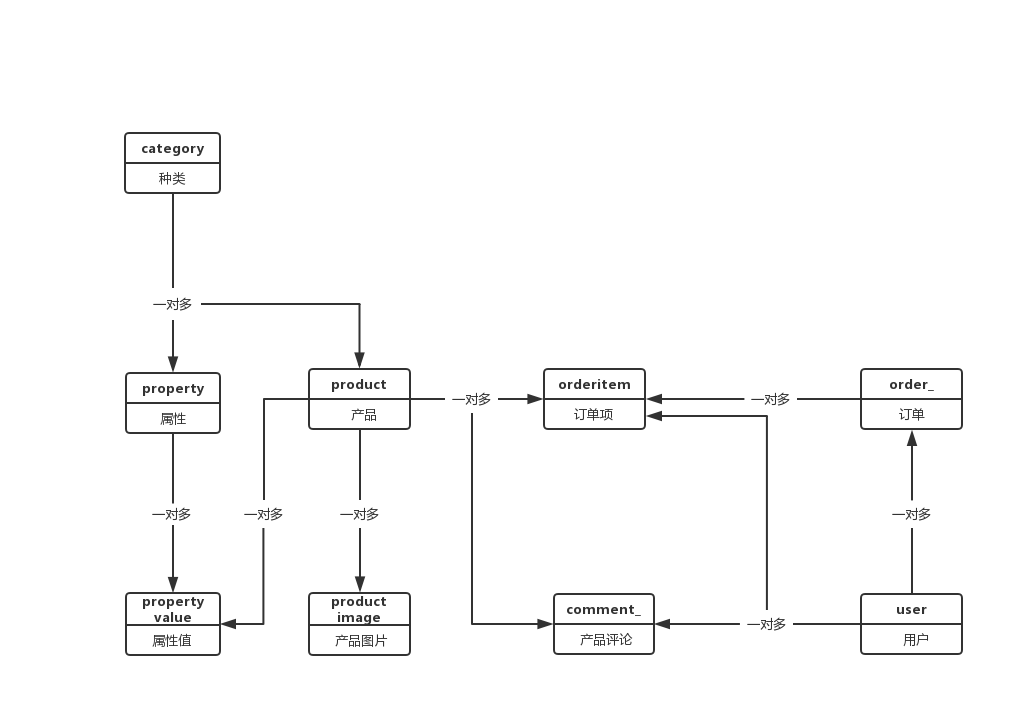 category
种类
一对多
property
属性
product
产品
一对多
orderitem
订单项
一对多
order_
订单
一对多
一对多
一对多
一对多
property
value
属性值
product
image
产品图片
comment_
产品评论
一对多
user
用户